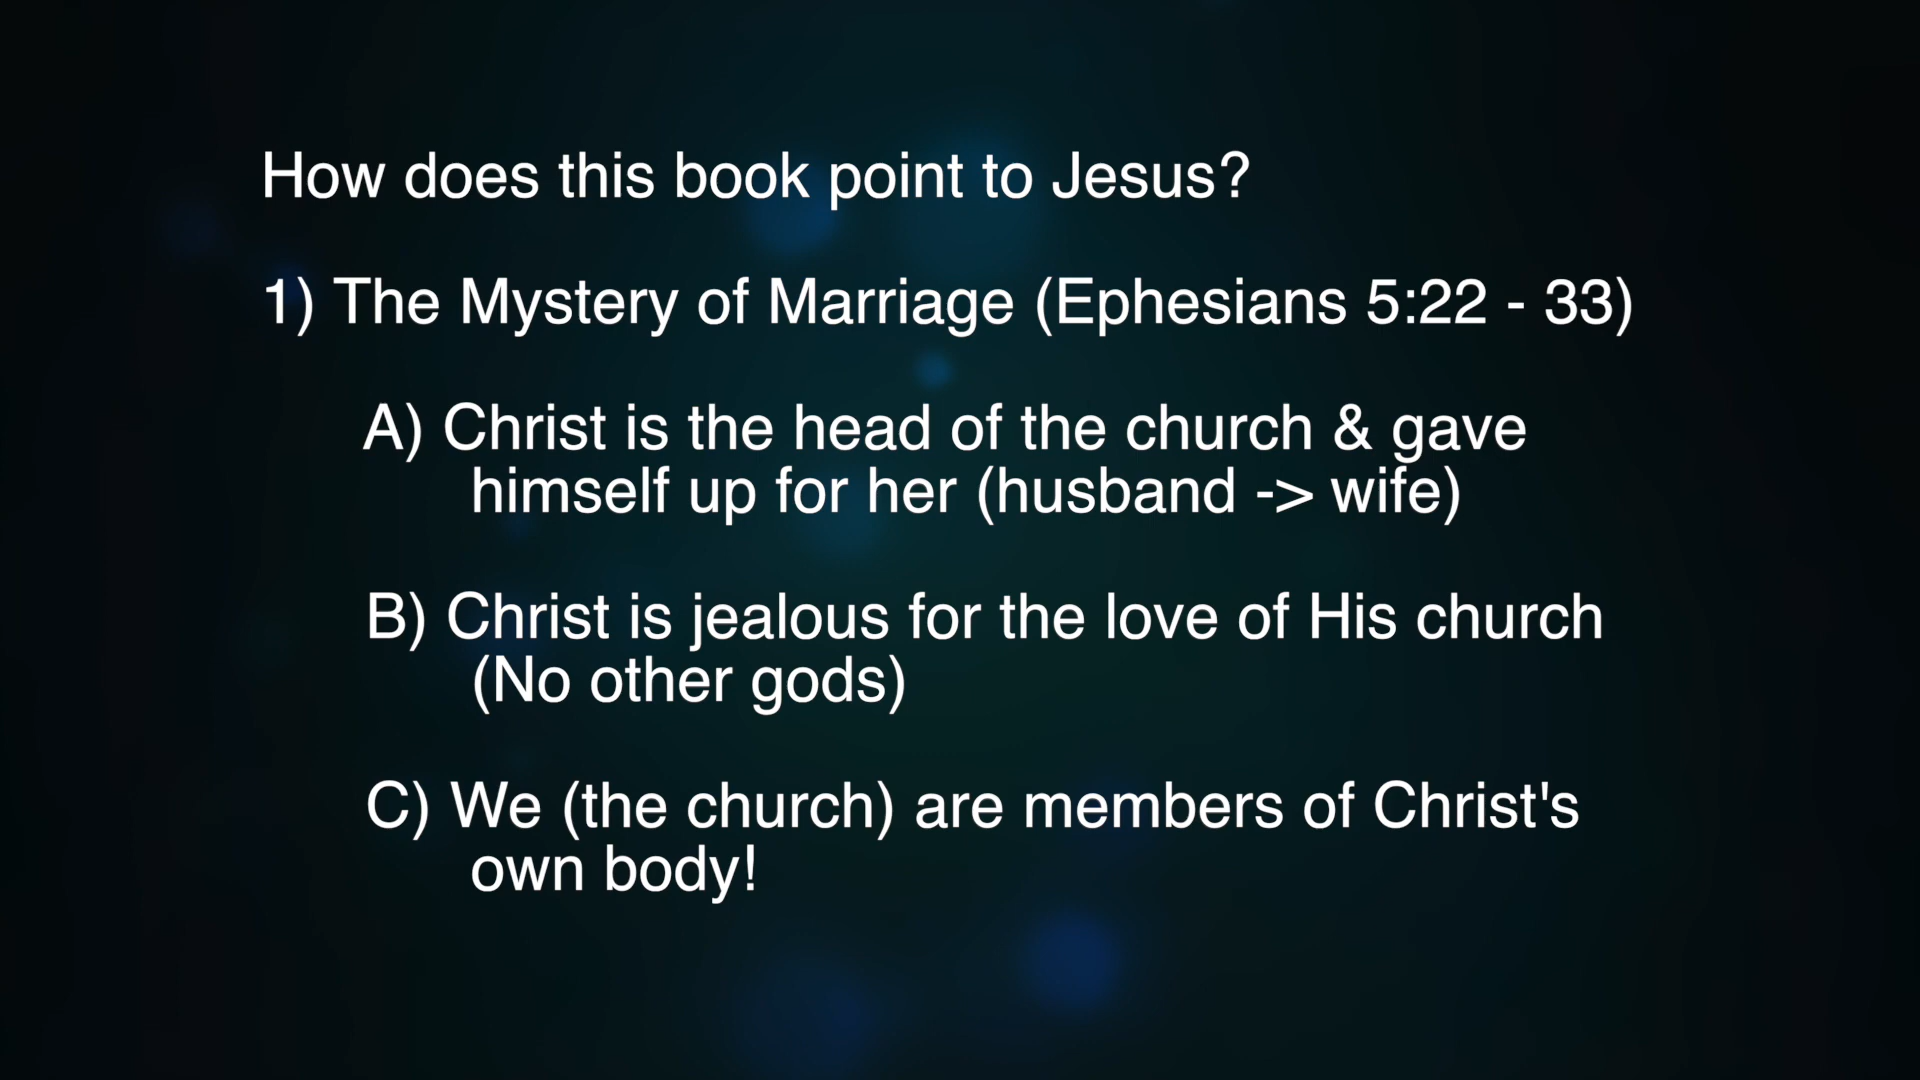 How does this book point to Jesus?
1) The Mystery of Marriage (Ephesians 5:22 - 33)
A) Christ is the head of the church & gave
himself up for her (husband -> wife)
B) Christ is jealous for the love of His church
(No other gods)
C) We (the church) are members of Christ's
own body!